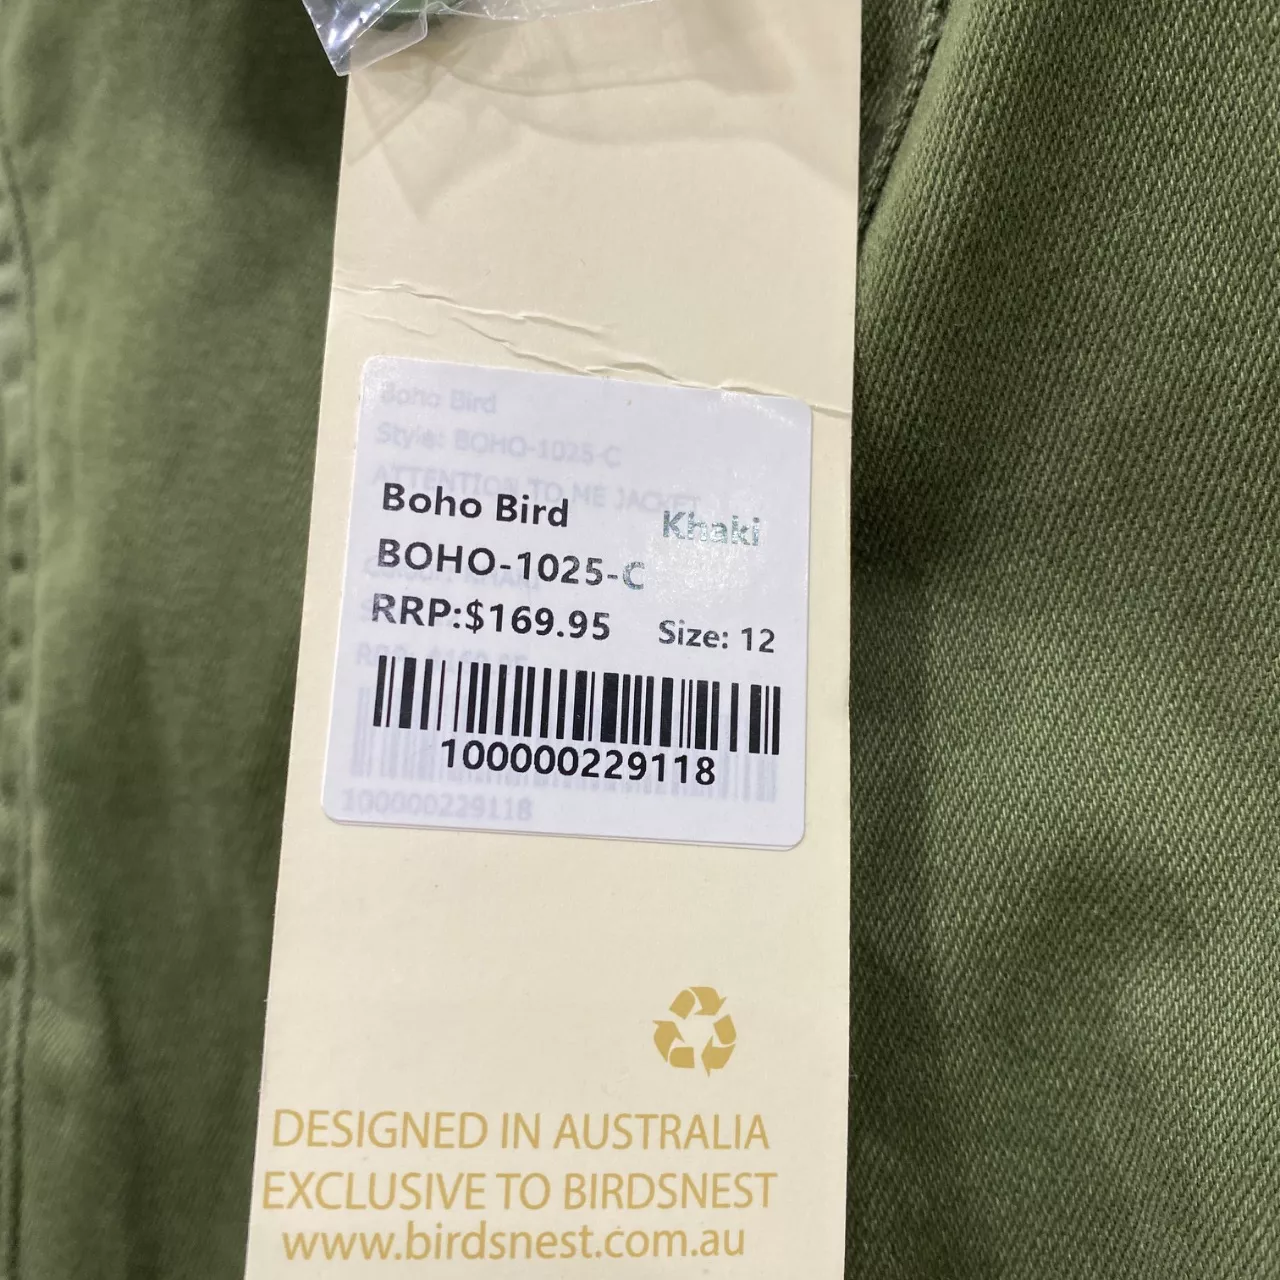 Boho Bird
Style: BOHO-1025-C
ATTENTION TO ME JACKET
Boho Bird Khaki
BOHO-1025-C
RRP:$169.95 Size: 12
100000229118
100000229118
DESIGNED IN AUSTRALIA
EXCLUSIVE TO BIRDSNEST
www.birdsnest.com.au